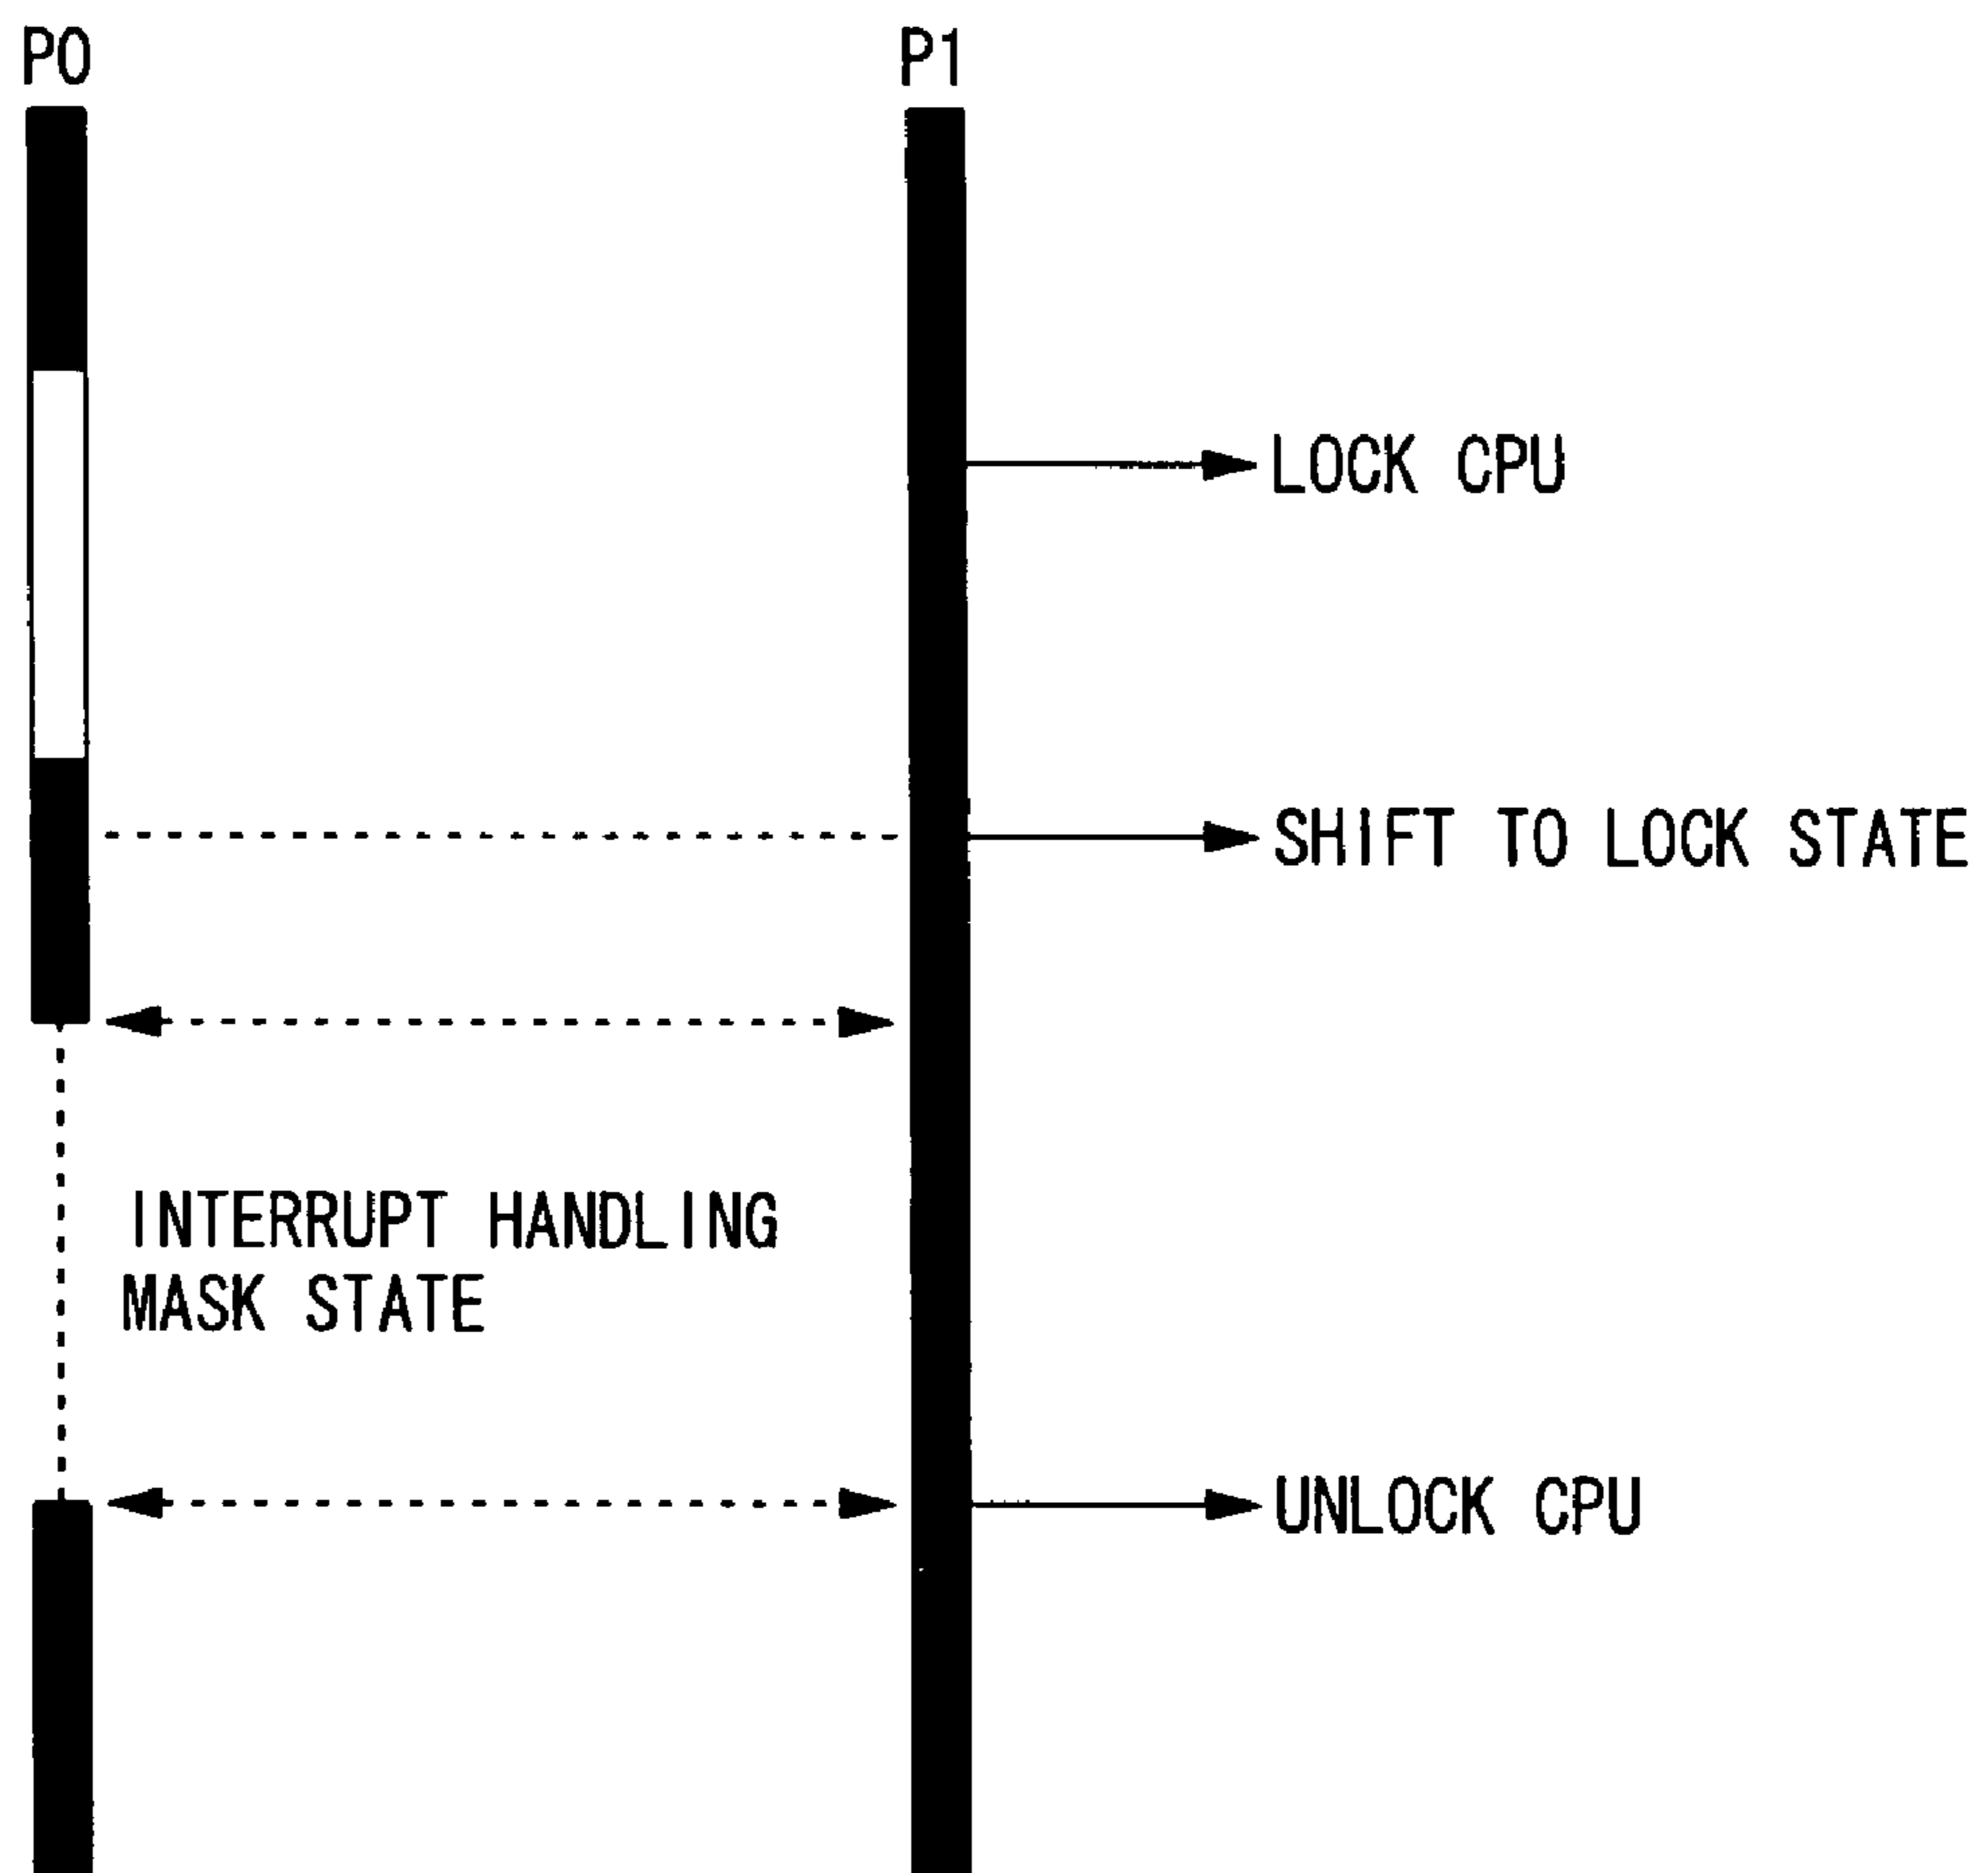 P0
P1
LOCK CPU
SHIFT TO LOCK STATE
INTERRUPT HANDLING
MASK STATE
UNLOCK CPU